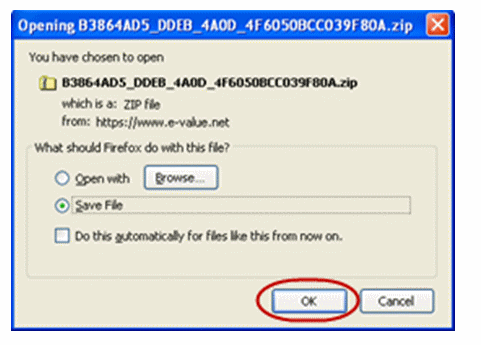 Opening B3864AD5_DDEB_4A0D_4F6050BCC039F80A.zip
You have chosen to open
B3864AD5_DDEB_4A0D_4F6050BCC039F80A.zip
which is a: ZIP file
from: https://www.e-value.net
What should Firefox do with this file?
Open with Browse...
Save File
Do this automatically for files like this from now on.
OK Cancel